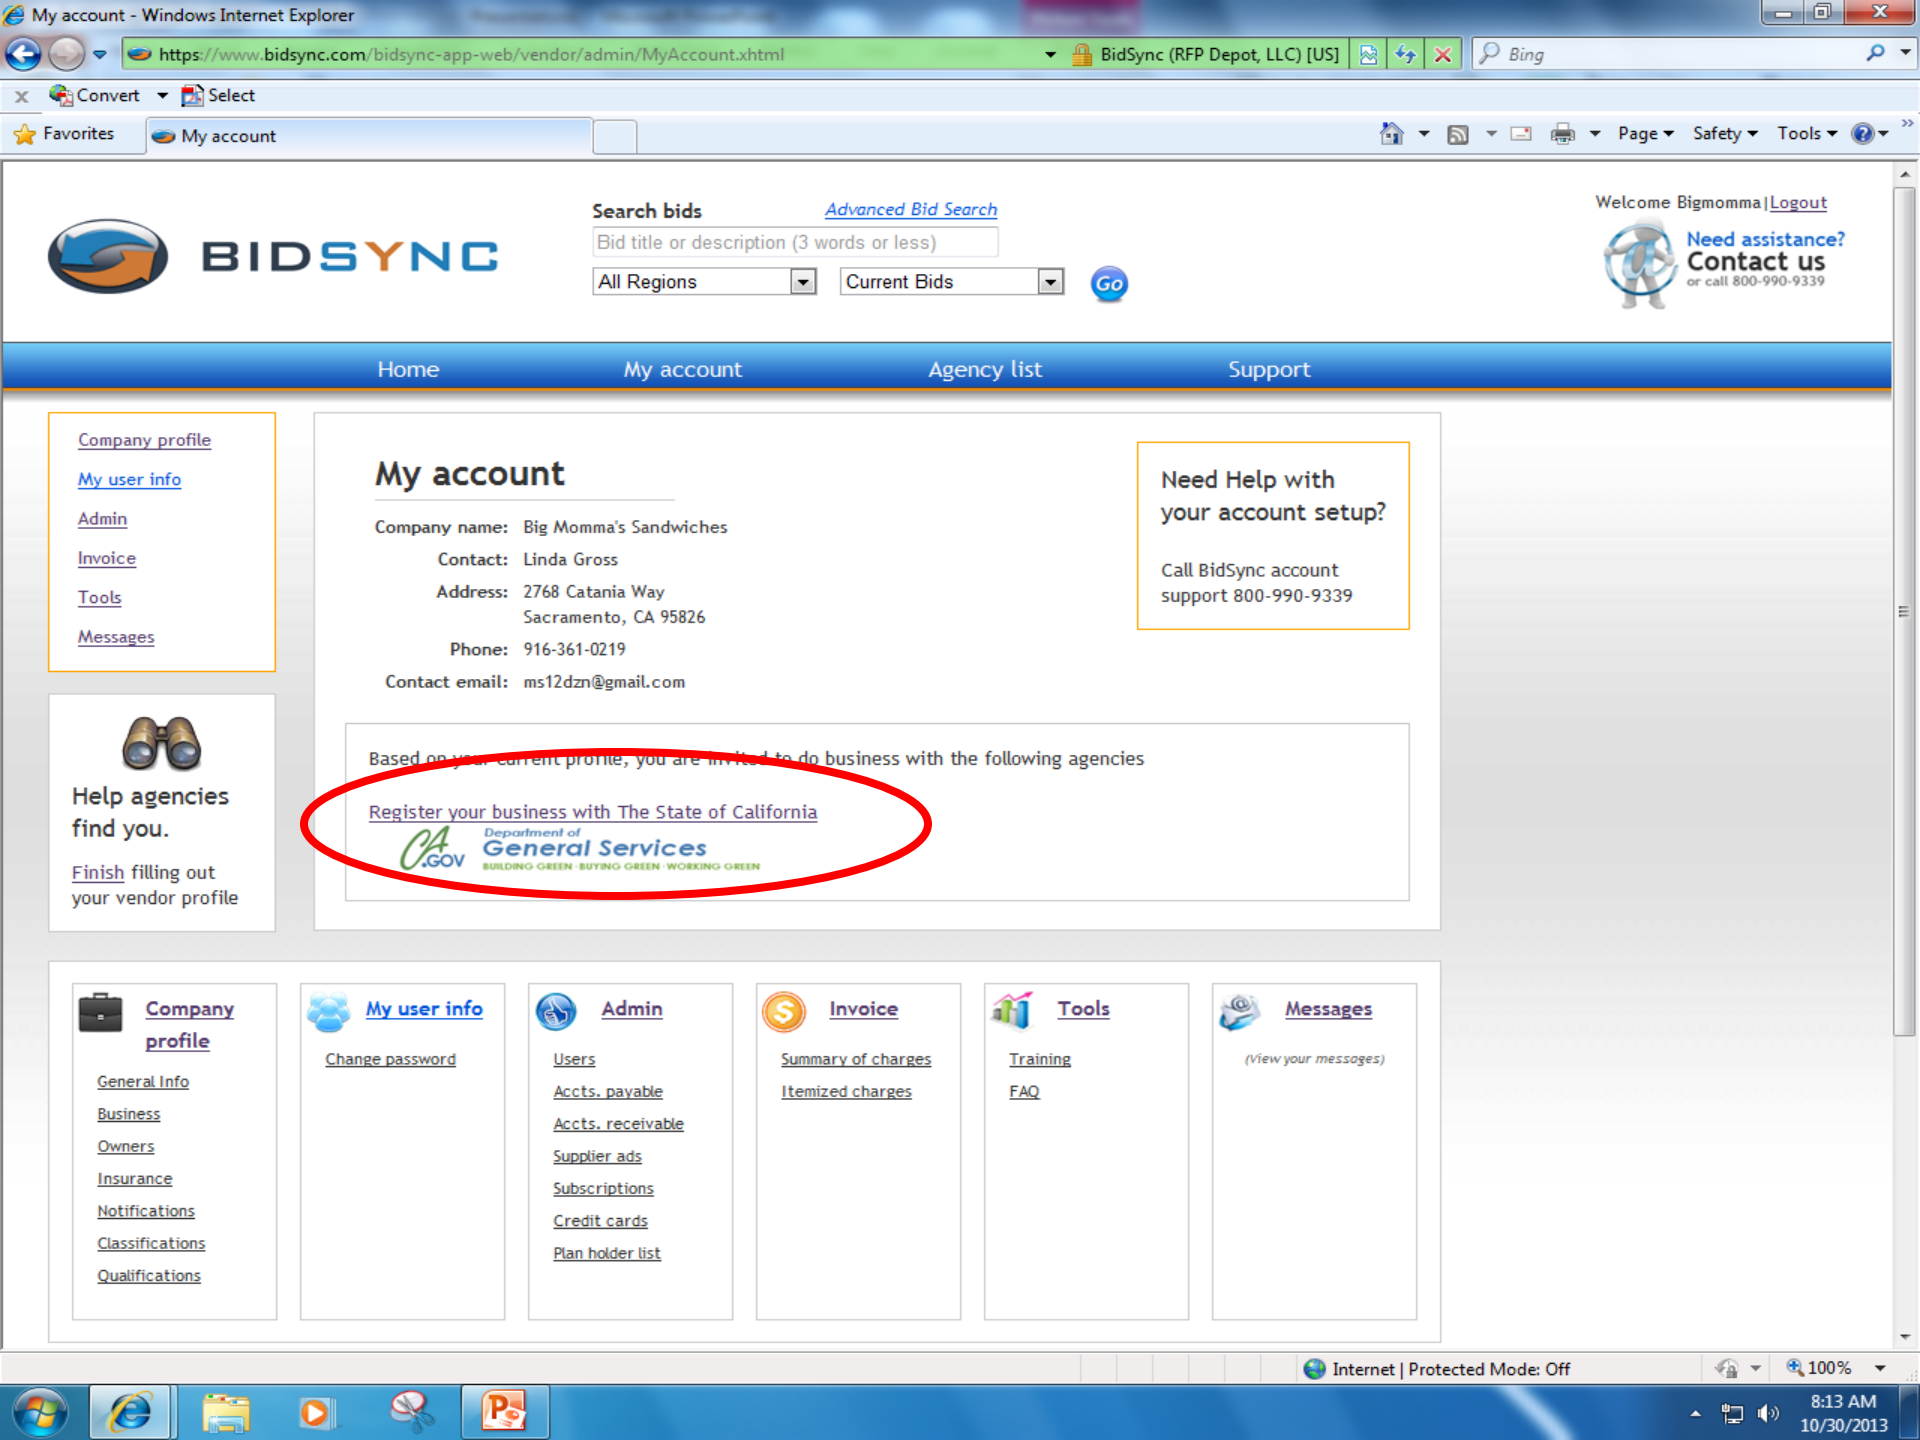 My account - Windows Internet Explorer
https://www.bidsync.com/bidsync-app-web/vendor/admin/MyAccount.xhtml
BidSync (RFP Depot, LLC) [US]
Bing
x Convert Select
Favorites
My account
Page Safety Tools
BIDSYNC
Search bids
Advanced Bid Search
Bid title or description (3 words or less)
All Regions
Current Bids
Go
Welcome Bigmomma|Logout
Need assistance?
Contact us
or call 800-990-9339
Home My account Agency list Support
Company profile
My user info
Admin
Invoice
Tools
Messages
Help agencies
find you.
Finish filling out
your vendor profile
My account
Company name: Big Momma's Sandwiches
Contact: Linda Gross
Address: 2768 Catania Way
Sacramento, CA 95826
Phone: 916-361-0219
Contact email: ms12dzn@gmail.com
Need Help with
your account setup?
Call BidSync account
support 800-990-9339
Based on your current profile, you are invited to do business with the following agencies
Register your business with The State of California
CA.GOV
Department of
General Services
BUILDING GREEN · BUYING GREEN · WORKING GREEN
Company
profile
General Info
Business
Owners
Insurance
Notifications
Classifications
Qualifications
My user info
Change password
Admin
Users
Accts. payable
Accts. receivable
Supplier ads
Subscriptions
Credit cards
Plan holder list
Invoice
Summary of charges
Itemized charges
Tools
Training
FAQ
Messages
(View your messages)
Internet | Protected Mode: Off
100%
8:13 AM
10/30/2013